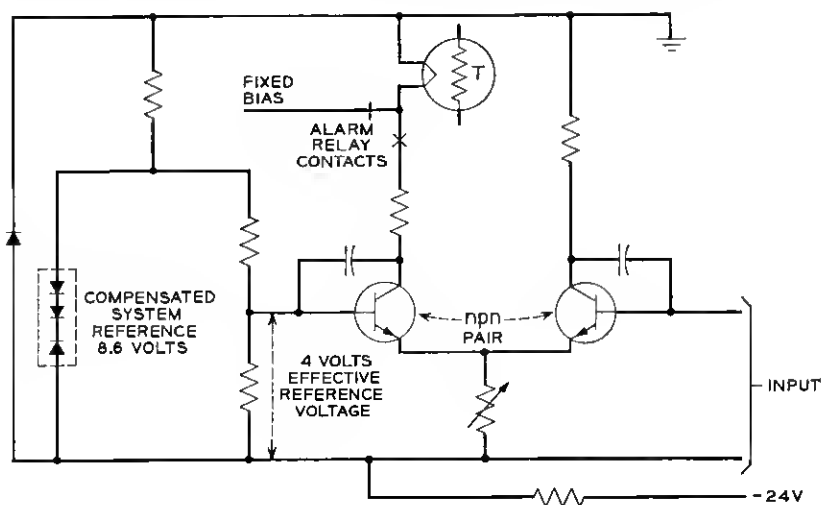 T
FIXED
BIAS
ALARM
RELAY
CONTACTS
COMPENSATED
SYSTEM
REFERENCE
8.6 VOLTS
npn
PAIR
4 VOLTS
EFFECTIVE
REFERENCE
VOLTAGE
INPUT
-24V